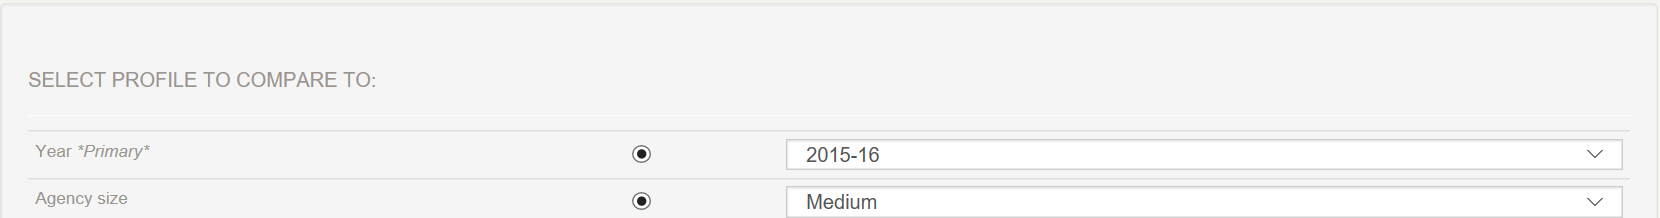 SELECT PROFILE TO COMPARE TO:
Year *Primary* 2015-16
Agency size Medium